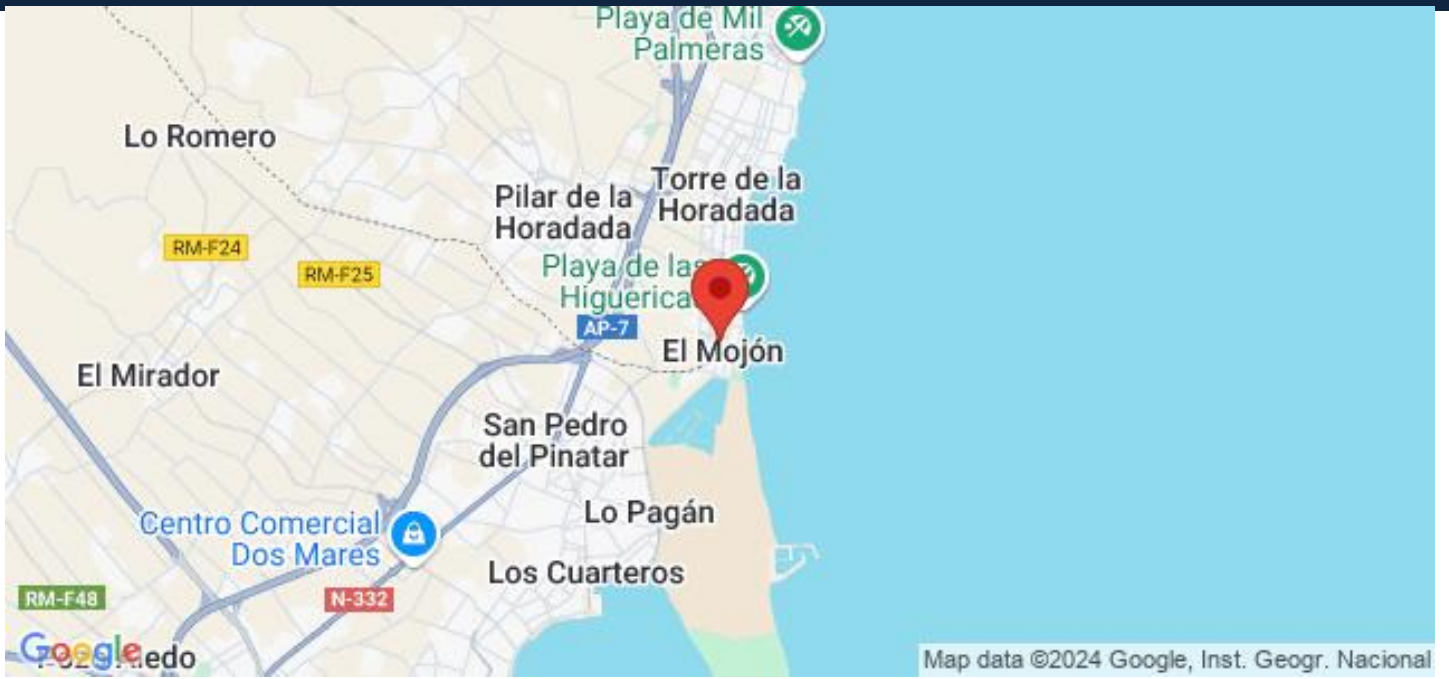 Playa de Mil
Palmeras
Lo Romero
Pilar de la
Horadada
Torre de la
Horadada
RM-F24
RM-F25
Playa de las
AP-7
El Mojón
El Mirador
San Pedro
del Pinatar
Centro Comercial
Dos Mares
Lo Pagán
Los Cuarteros
RM-F48
N-332
Google
Map data ©2024 Google, Inst. Geogr. Nacional